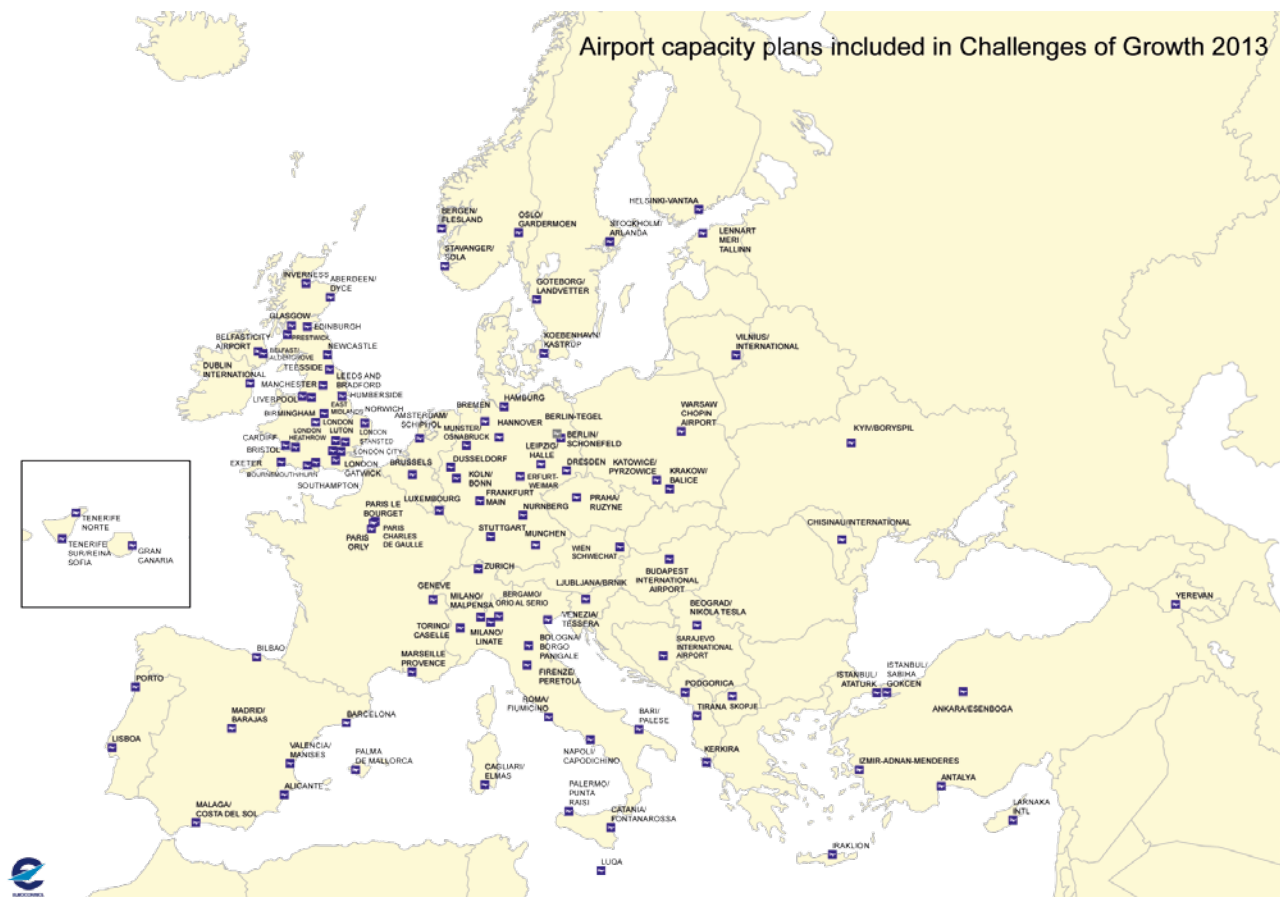 Airport capacity plans included in Challenges of Growth 2013
HELSINKI-VANTAA
BERGEN/
FLESLAND
OSLO/
GARDERMOEN
STOCKHOLM/
ARLANDA
LENNART
MERI
TALLINN
STAVANGER/
SOLA
INVERNESS
ABERDEEN/
DYCE
GOTEBORG/
LANDVETTER
GLASGOW
EDINBURGH
PRESTWICK
BELFAST/CITY
AIRPORT
BELFAST/
ALDERGROVE
NEWCASTLE
KOEBENHAVN/
KASTRUP
VILNIUS/
INTERNATIONAL
TEESSIDE
DUBLIN
INTERNATIONAL
LEEDS AND
BRADFORD
MANCHESTER
HUMBERSIDE
LIVERPOOL
EAST
MIDLANDS
NORWICH
BIRMINGHAM
LONDON
LUTON
LONDON
HEATHROW
LONDON
STANSTED
CARDIFF
BRISTOL
LONDON CITY
EXETER
LONDON
GATWICK
BOURNEMOUTH/HURN
SOUTHAMPTON
AMSTERDAM/
SCHIPHOL
BREMEN
HAMBURG
HANNOVER
MUNSTER/
OSNABRUCK
BERLIN-TEGEL
BERLIN/
SCHONEFELD
WARSAW
CHOPIN
AIRPORT
KYIV/BORYSPIL
LEIPZIG/
HALLE
DUSSELDORF
DRESDEN
KATOWICE/
PYRZOWICE
KRAKOW/
BALICE
BRUSSELS
KOLN/
BONN
ERFURT-
WEIMAR
LUXEMBOURG
FRANKFURT
MAIN
PRAHA/
RUZYNE
NURNBERG
PARIS LE
BOURGET
PARIS
ORLY
PARIS
CHARLES
DE GAULLE
STUTTGART
MUNCHEN
WIEN
SCHWECHAT
CHISINAU/INTERNATIONAL
TENERIFE
NORTE
TENERIFE
SUR/REINA
SOFIA
GRAN
CANARIA
ZURICH
BUDAPEST
INTERNATIONAL
AIRPORT
GENEVE
MILANO/
MALPENSA
BERGAMO/
ORIO AL SERIO
LJUBLJANA/BRNIK
YEREVAN
TORINO/
CASELLE
MILANO/
LINATE
VENEZIA/
TESSERA
BEOGRAD/
NIKOLA TESLA
BILBAO
MARSEILLE
PROVENCE
BOLOGNA/
BORGO
PANIGALE
FIRENZE/
PERETOLA
SARAJEVO
INTERNATIONAL
AIRPORT
PORTO
PODGORICA
SKOPJE
ISTANBUL/
ATATURK
ISTANBUL/
SABIHA
GOKCEN
ANKARA/ESENBOGA
MADRID/
BARAJAS
BARCELONA
ROMA/
FIUMICINO
BARI/
PALESE
TIRANA
LISBOA
VALENCIA/
MANISES
PALMA
DE MALLORCA
NAPOLI/
CAPODICHINO
KERKIRA
IZMIR-ADNAN-MENDERES
ALICANTE
CAGLIARI/
ELMAS
PALERMO/
PUNTA
RAISI
ANTALYA
MALAGA/
COSTA DEL SOL
CATANIA/
FONTANAROSSA
LARNAKA
INTL
IRAKLION
LUQA
EUROCONTROL